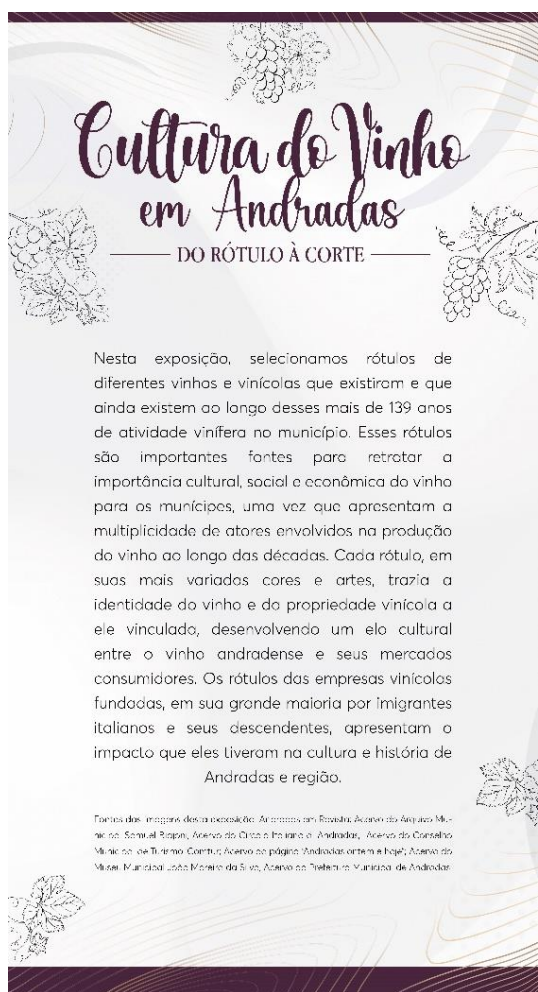 Cultura do Vinho
em Andradas
DO RÓTULO À CORTE
Nesta exposição, selecionamos rótulos de
diferentes vinhos e vinícolas que existiram e que
ainda existem ao longo desses mais de 139 anos
de atividade vinífera no município. Esses rótulos
são importantes fontes para retratar a
importância cultural, social e econômica do vinho
para os munícipes, uma vez que apresentam a
multiplicidade de atores envolvidos na produção
do vinho ao longo das décadas. Cada rótulo, em
suas mais variadas cores e artes, trazia a
identidade do vinho e da propriedade vinícola a
ele vinculado, desenvolvendo um elo cultural
entre o vinho andradense e seus mercados
consumidores. Os rótulos das empresas vinícolas
fundadas, em sua grande maioria por imigrantes
italianos e seus descendentes, apresentam o
impacto que eles tiveram na cultura e história de
Andradas e região.
Fontes das imagens desta exposição: Andradas em Revista; Acervo do Arquivo Mu-
nicipal Samuel; Acervo do Circolo Italiano di Andradas; Acervo do Conselho
Municipal de Turismo-Comtur; Acervo da página "Andradas ontem e hoje"; Acervo do
Museu Municipal João Moreira da Silva; Acervo da Prefeitura Municipal de Andradas